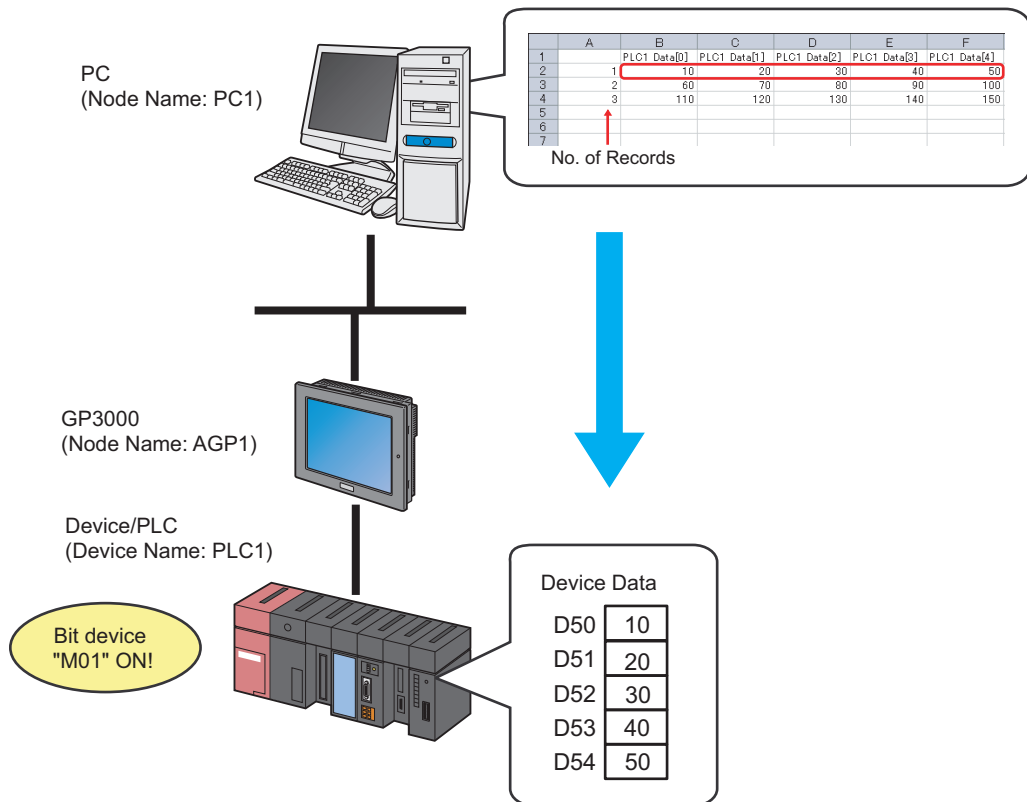 PC
(Node Name: PC1)
A B C D E F
1 PLC1 Data[0] PLC1 Data[1] PLC1 Data[2] PLC1 Data[3] PLC1 Data[4]
2 1 10 20 30 40 50
3 2 60 70 80 90 100
4 3 110 120 130 140 150
5
6
7
No. of Records
GP3000
(Node Name: AGP1)
Device/PLC
(Device Name: PLC1)
Bit device
"M01" ON!
Device Data
D50 10
D51 20
D52 30
D53 40
D54 50